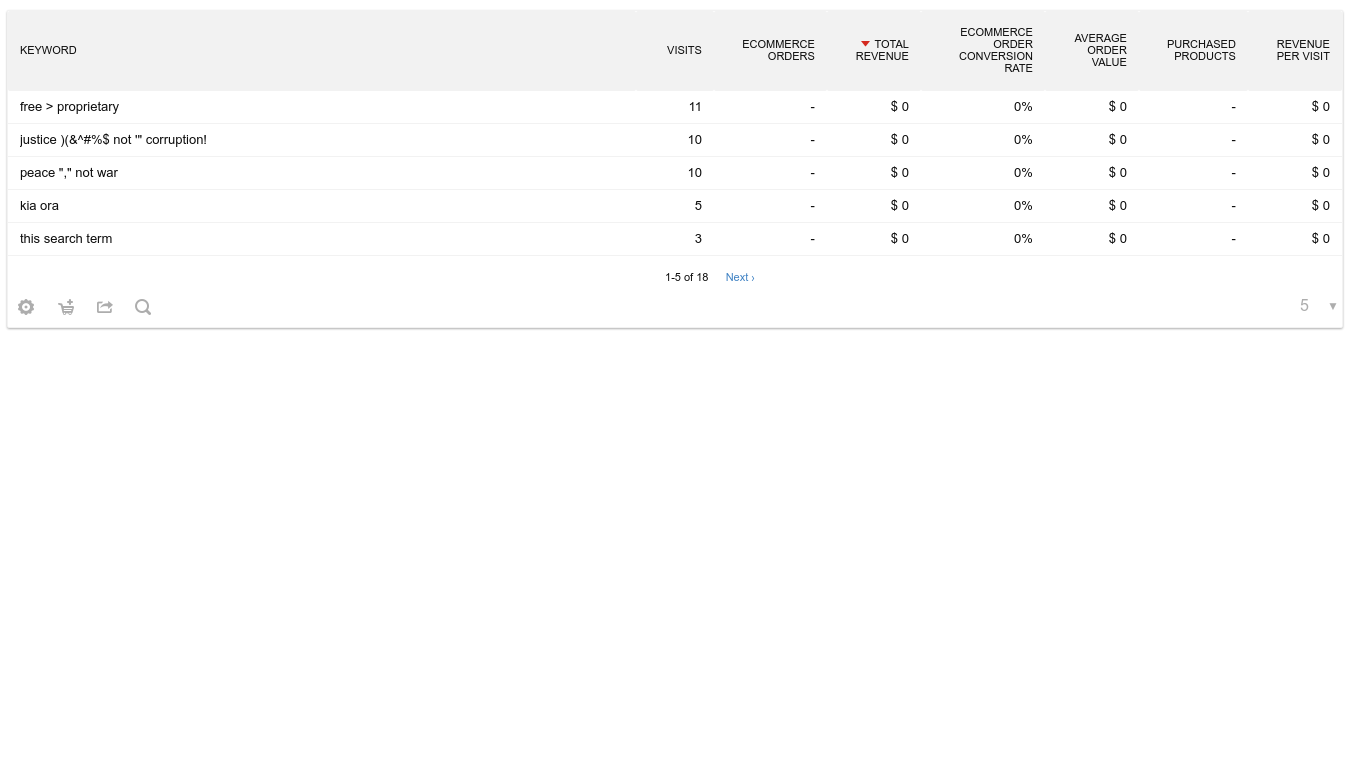 KEYWORD VISITS ECOMMERCE ORDERS TOTAL REVENUE ECOMMERCE ORDER CONVERSION RATE AVERAGE ORDER VALUE PURCHASED PRODUCTS REVENUE PER VISIT
free > proprietary 11 - $ 0 0% $ 0 - $ 0
justice )(&^#%$ not '" corruption! 10 - $ 0 0% $ 0 - $ 0
peace "," not war 10 - $ 0 0% $ 0 - $ 0
kia ora 5 - $ 0 0% $ 0 - $ 0
this search term 3 - $ 0 0% $ 0 - $ 0
1-5 of 18 Next ›
5